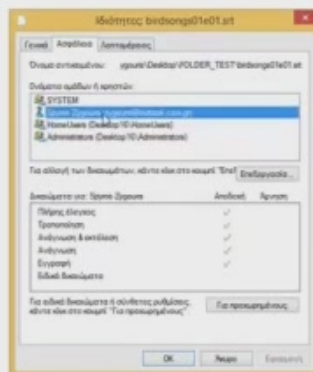 Ιδιότητες: birdsongs01e01.srt
Γενικά Ασφάλεια Λεπτομέρειες
Όνομα αντικειμένου: ygouris\Desktop\FOLDER_TEST\birdsongs01e01.srt
Ονόματα ομάδων ή χρηστών:
SYSTEM
HomeUsers (Desktop10\HomeUsers)
Administrators (Desktop10\Administrators)
Για αλλαγή των δικαιωμάτων, κάντε κλικ στο κουμπί "Επεξ
Επεξεργασία...
Δικαιώματα για: Αποδοχή Άρνηση
Πλήρης έλεγχος
Τροποποίηση
Ανάγνωση & εκτέλεση
Ανάγνωση
Εγγραφή
Ειδικά δικαιώματα
Για ειδικά δικαιώματα ή σύνθετες ρυθμίσεις,
κάντε κλικ στο κουμπί "Για προχωρημένους".
Για προχωρημένους
OK Άκυρο Εφαρμογή